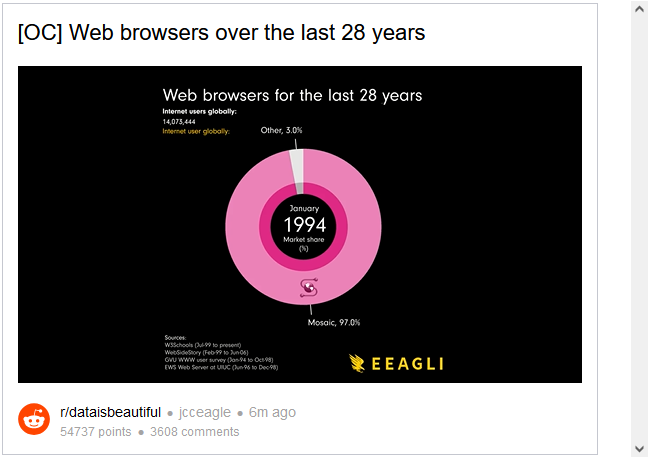 [OC] Web browsers over the last 28 years
Web browsers for the last 28 years
Internet users globally:
14,073,444
Internet user globally:
Other, 3.0%
January
1994
Market share
(%)
Mosaic, 97.0%
Sources:
W3Schools (Jul-99 to present)
WebSideStory (Feb-99 to Jun-06)
GVU WWW user survey (Jan-94 to Oct-98)
EWS Web Server at UIUC (Jun-96 to Dec-98)
EEAGLI
r/dataisbeautiful ● jcceagle ● 6m ago
54737 points ● 3608 comments